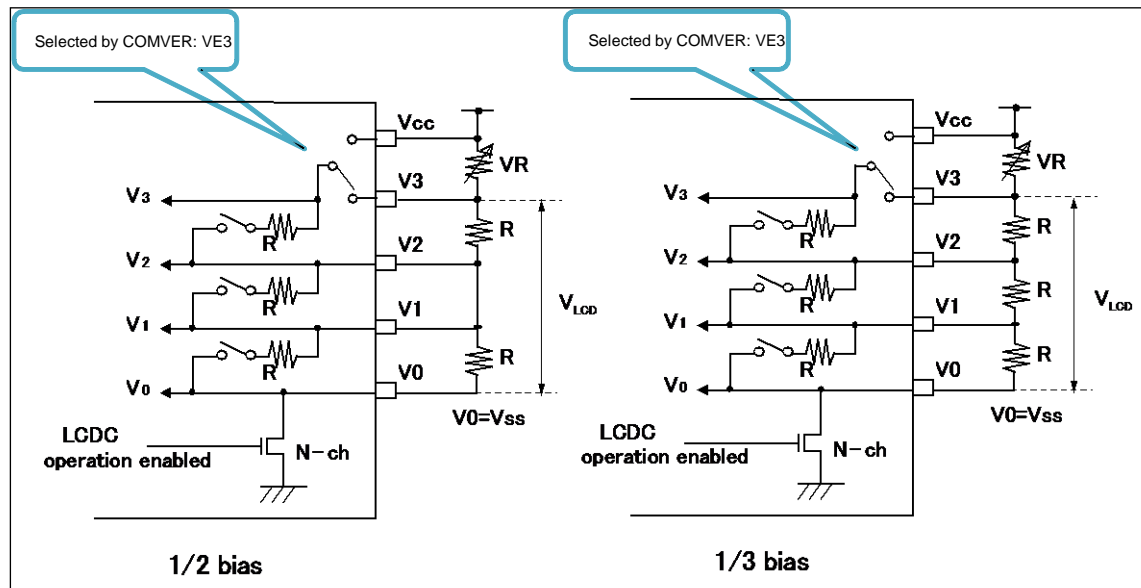 Selected by COMVER: VE3
Vcc
VR
V3
V3
R
R
V2
V2
R
V1
VLCD
V1
R
R
V0
V0
V0=Vss
LCDC
operation enabled
N-ch
1/2 bias
Selected by COMVER: VE3
Vcc
VR
V3
V3
R
R
V2
V2
R
R
V1
VLCD
V1
R
R
V0
V0
V0=Vss
LCDC
operation enabled
N-ch
1/3 bias